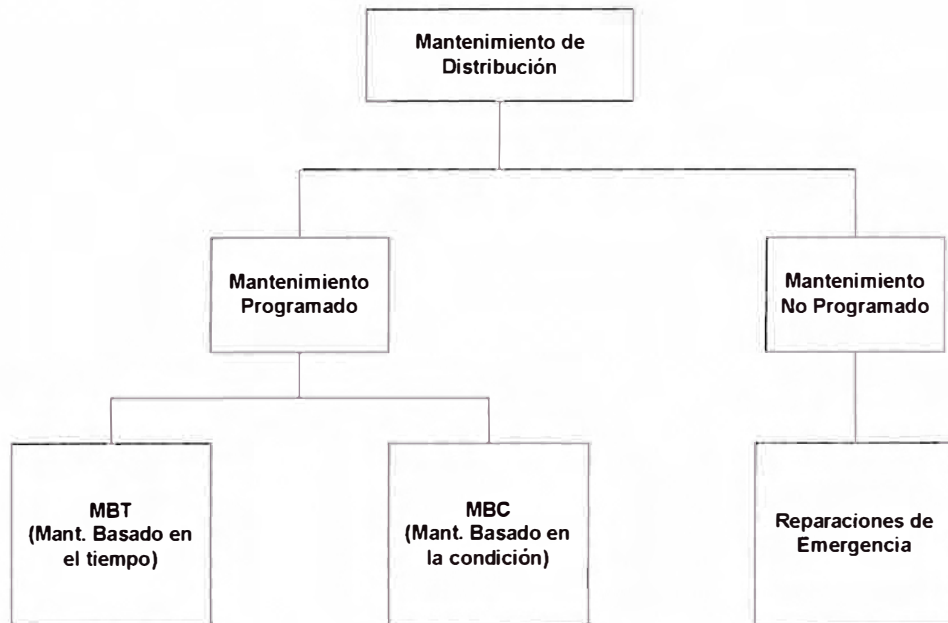 Mantenimiento de
Distribución
Mantenimiento
Programado
Mantenimiento
No Programado
MBT
(Mant. Basado en
el tiempo)
MBC
(Mant. Basado en
la condición)
Reparaciones de
Emergencia